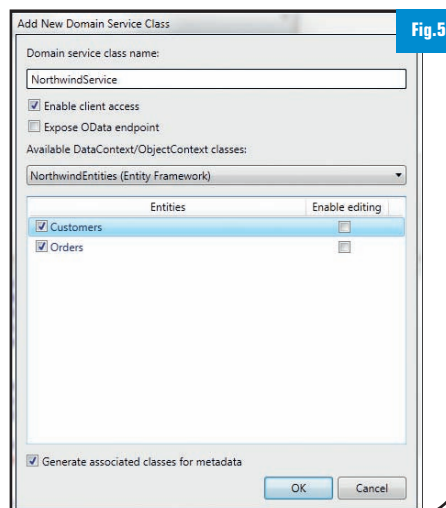 Add New Domain Service Class
Fig.5
Domain service class name:
NorthwindService
Enable client access
Expose OData endpoint
Available DataContext/ObjectContext classes:
NorthwindEntities (Entity Framework)
Entities Enable editing
Customers
Orders
Generate associated classes for metadata
OK Cancel